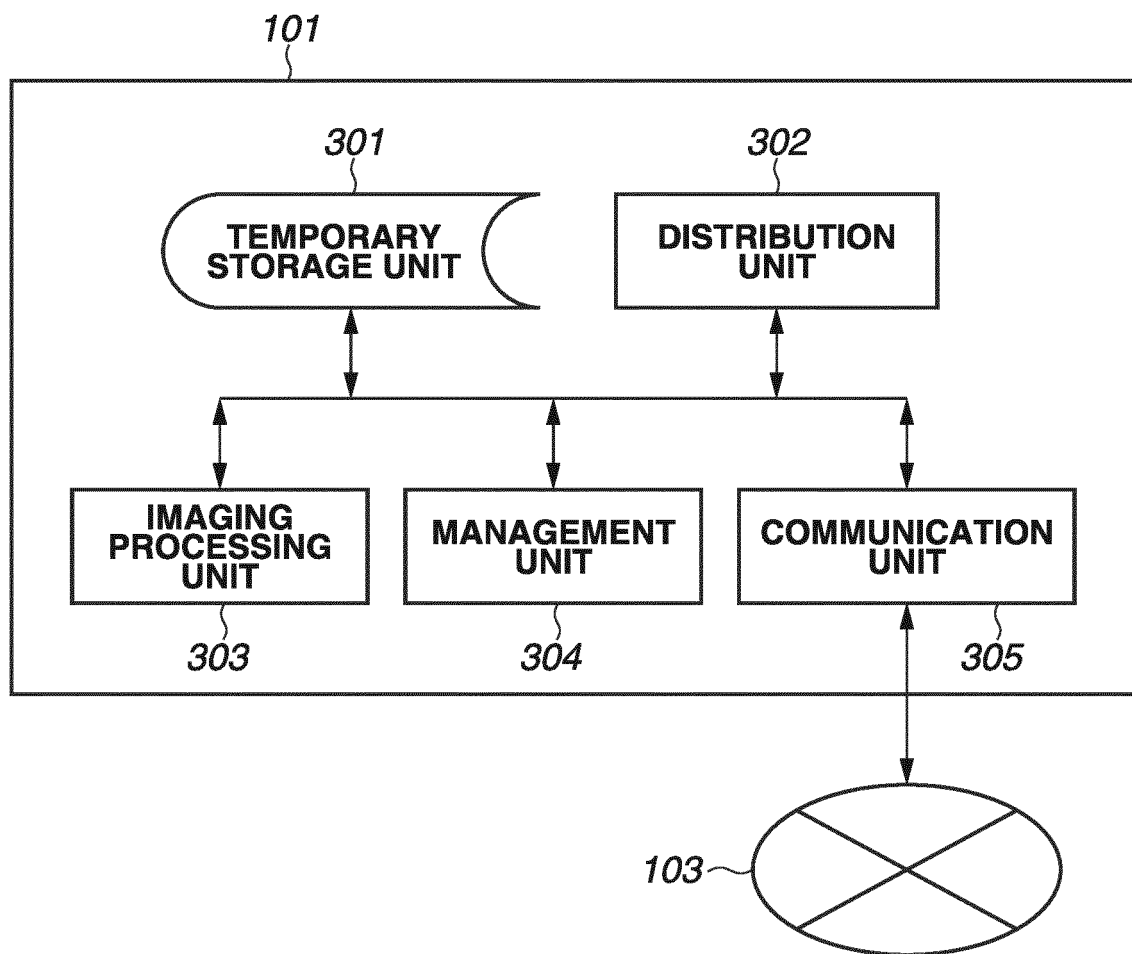 101
301
302
TEMPORARY
STORAGE UNIT
DISTRIBUTION
UNIT
IMAGING
PROCESSING
UNIT
MANAGEMENT
UNIT
COMMUNICATION
UNIT
303
304
305
103